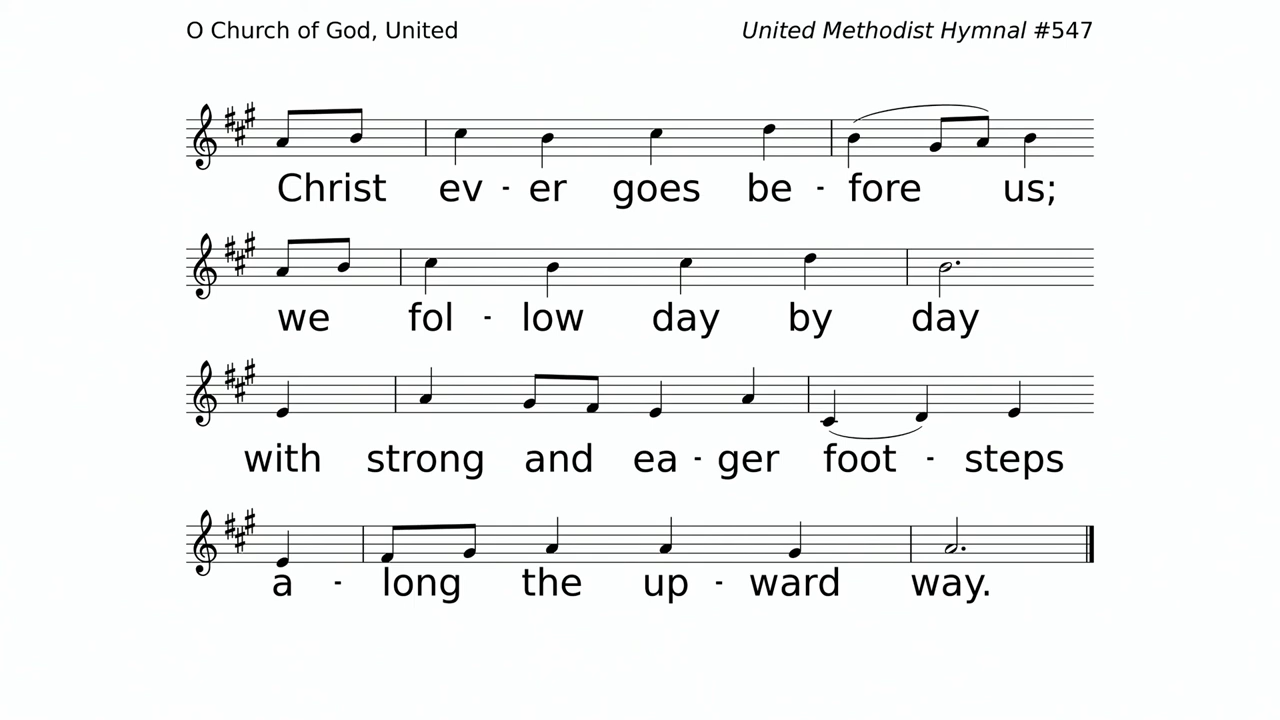 O Church of God, United United Methodist Hymnal #547
Christ ev - er goes be - fore us;
we fol - low day by day
with strong and ea - ger foot - steps
a - long the up - ward way.